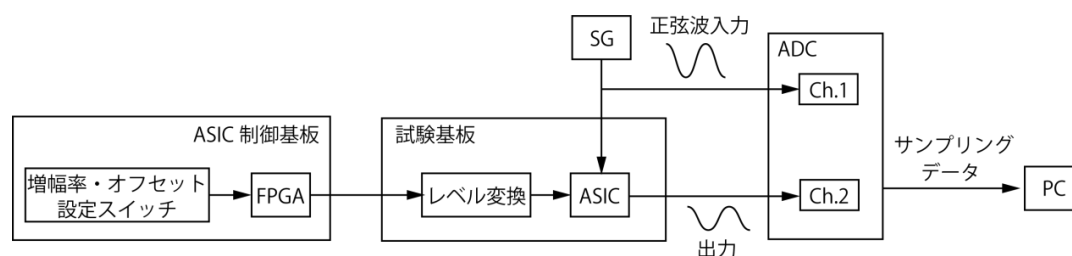 SG
正弦波入力
ADC
Ch.1
ASIC 制御基板
試験基板
増幅率・オフセット
設定スイッチ
FPGA
レベル変換
ASIC
Ch.2
出力
サンプリング
データ
PC